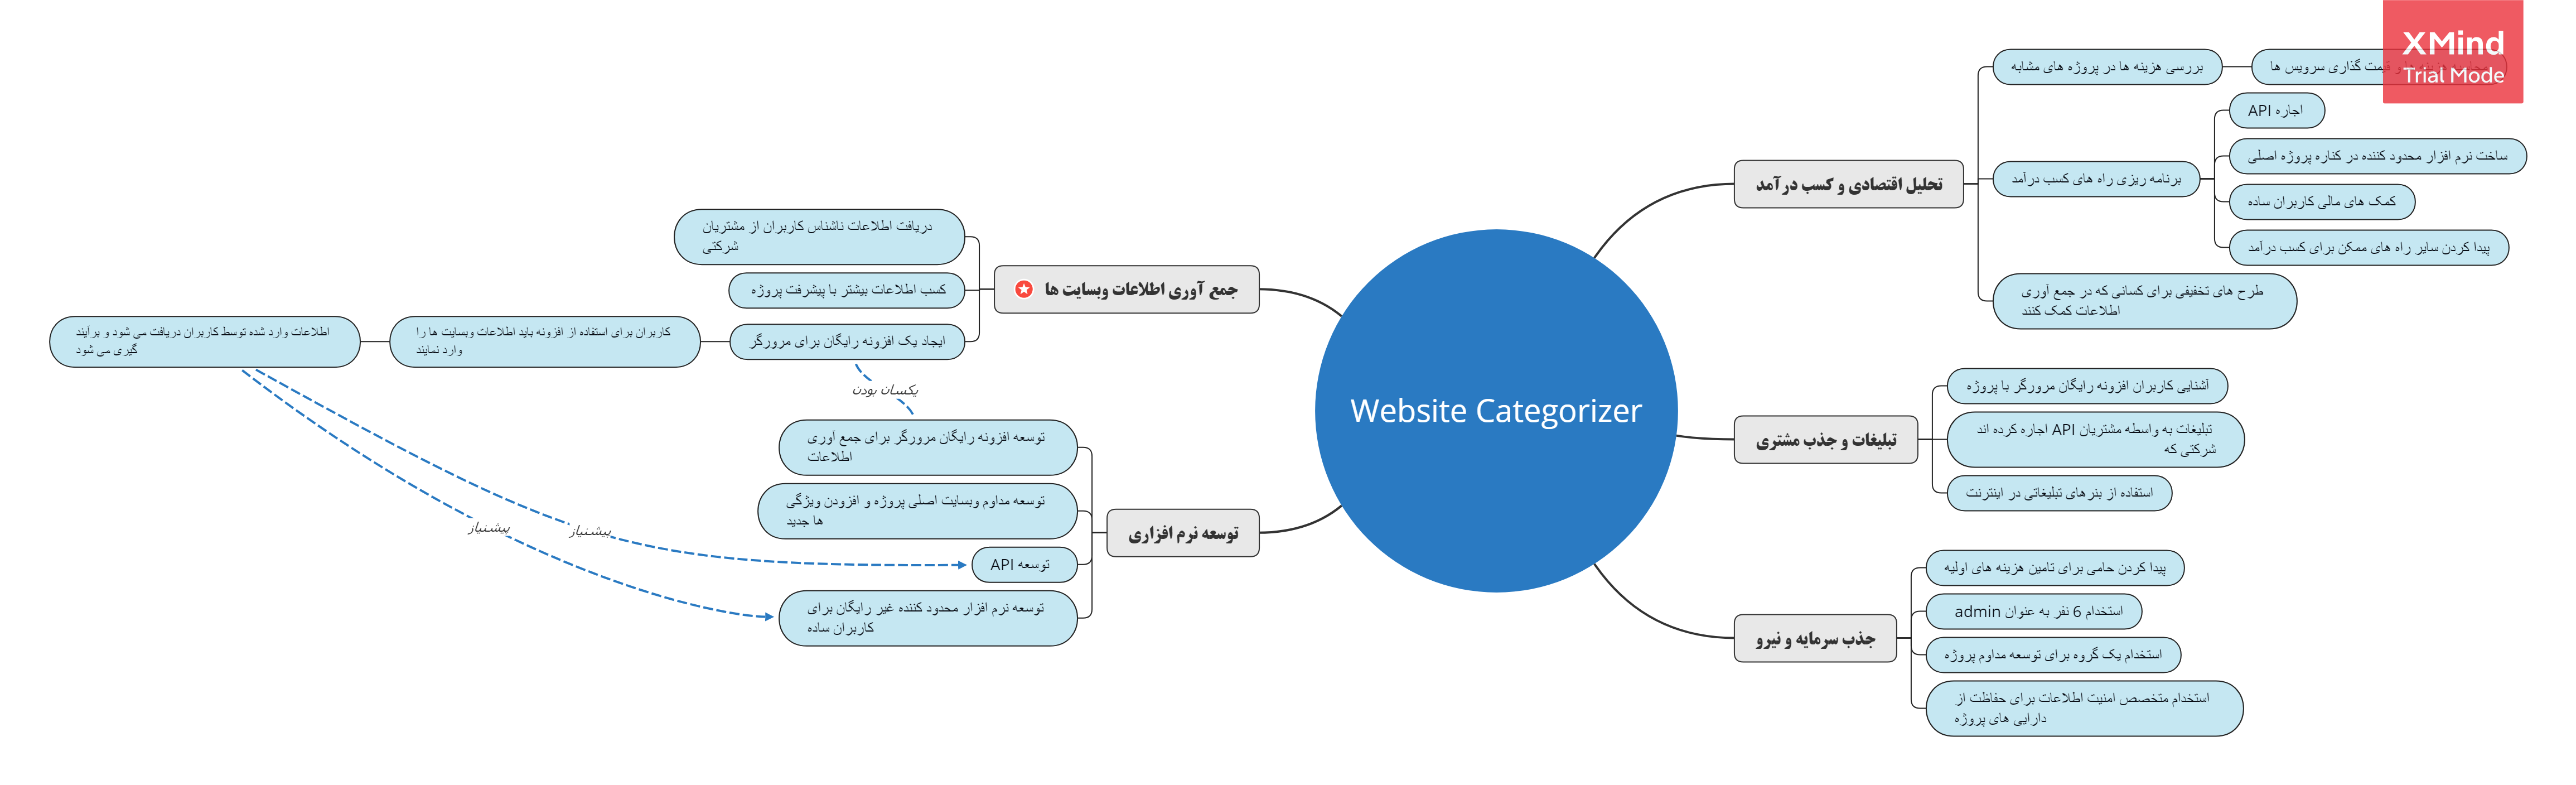 XMind
Trial Mode
Website Categorizer
تحلیل اقتصادی و کسب درآمد
بررسی هزینه ها در پروژه های مشابه
قیمت گذاری سرویس ها
برنامه ریزی راه های کسب درآمد
اجاره API
ساخت نرم افزار محدود کننده در کناره پروژه اصلی
کمک های مالی کاربران ساده
پیدا کردن سایر راه های ممکن برای کسب درآمد
طرح های تخفیفی برای کسانی که در جمع آوری
اطلاعات کمک کنند
تبلیغات و جذب مشتری
آشنایی کاربران افزونه رایگان مرورگر با پروژه
تبلیغات به واسطه مشتریان API اجاره کرده اند
شرکتی که
استفاده از بنرهای تبلیغاتی در اینترنت
جذب سرمایه و نیرو
پیدا کردن حامی برای تامین هزینه های اولیه
استخدام 6 نفر به عنوان admin
استخدام یک گروه برای توسعه مداوم پروژه
استخدام متخصص امنیت اطلاعات برای حفاظت از
دارایی های پروژه
جمع آوری اطلاعات وبسایت ها
دریافت اطلاعات ناشناس کاربران از مشتریان
شرکتی
کسب اطلاعات بیشتر با پیشرفت پروژه
ایجاد یک افزونه رایگان برای مرورگر
کاربران برای استفاده از افزونه باید اطلاعات وبسایت ها را
وارد نمایند
اطلاعات وارد شده توسط کاربران دریافت می شود و برآیند
گیری می شود
یکسان بودن
توسعه نرم افزاری
توسعه افزونه رایگان مرورگر برای جمع آوری
اطلاعات
توسعه مداوم وبسایت اصلی پروژه و افزودن ویژگی
ها جدید
توسعه API
توسعه نرم افزار محدود کننده غیر رایگان برای
کاربران ساده
پیشنیاز
پیشنیاز